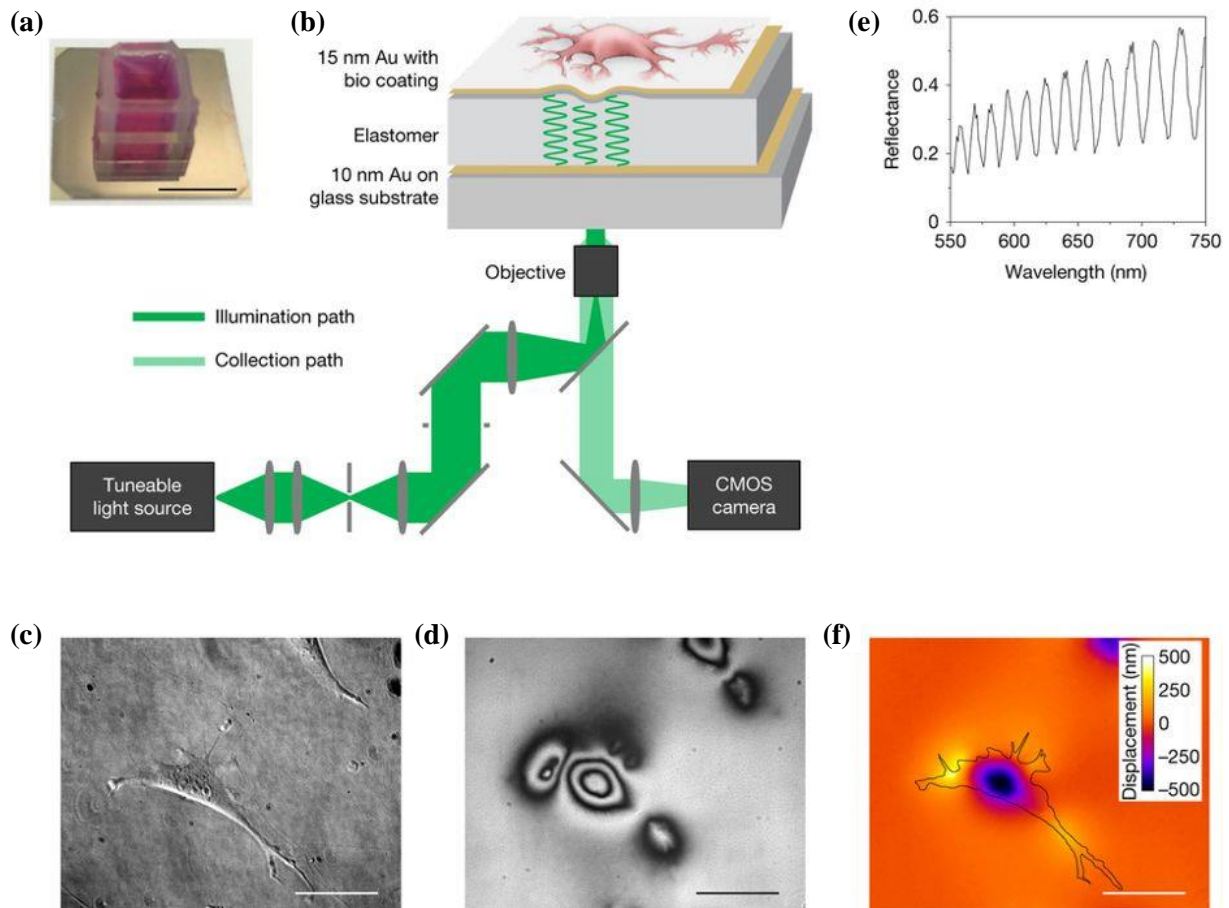 (a)
(b)
15 nm Au with
bio coating
Elastomer
10 nm Au on
glass substrate
Objective
Illumination path
Collection path
Tuneable
light source
CMOS
camera
(e)
Reflectance
0.6
0.4
0.2
0
550
600
650
700
750
Wavelength (nm)
(c)
(d)
(f)
Displacement (nm)
500
250
0
−250
−500